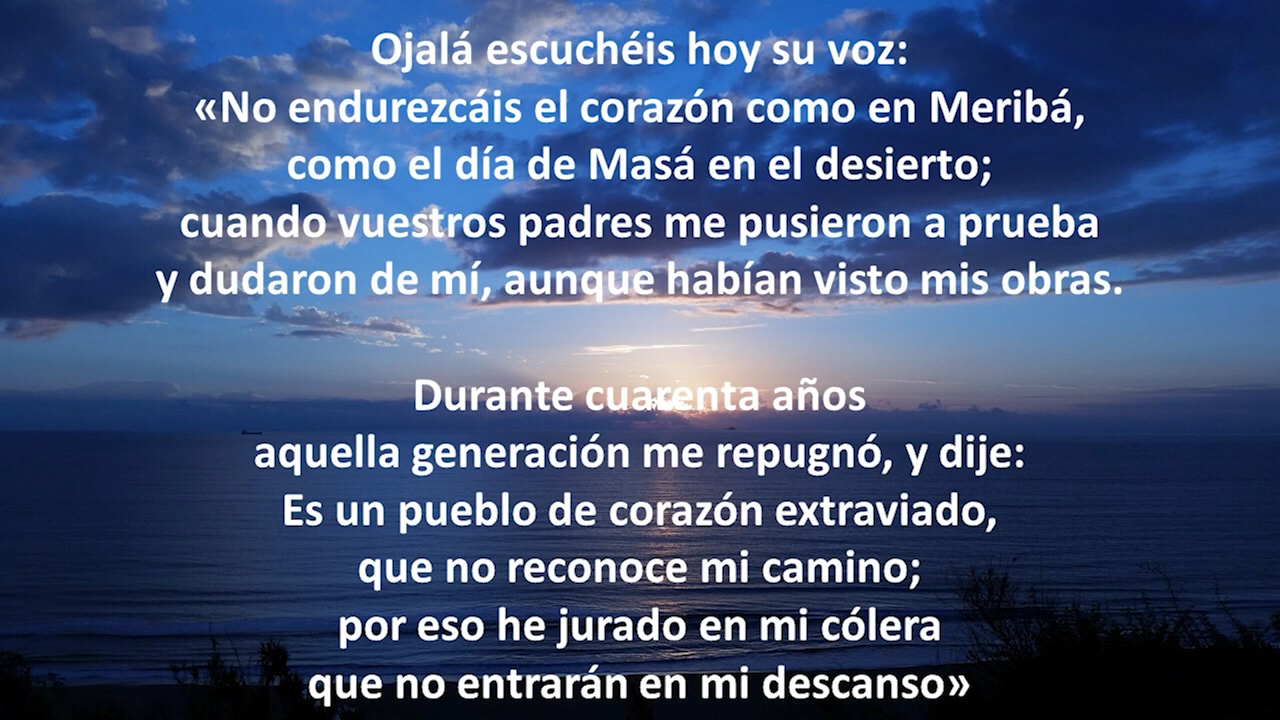 Ojalá escuchéis hoy su voz:
«No endurezcáis el corazón como en Meribá,
como el día de Masá en el desierto;
cuando vuestros padres me pusieron a prueba
y dudaron de mí, aunque habían visto mis obras.
Durante cuarenta años
aquella generación me repugnó, y dije:
Es un pueblo de corazón extraviado,
que no reconoce mi camino;
por eso he jurado en mi cólera
que no entrarán en mi descanso»